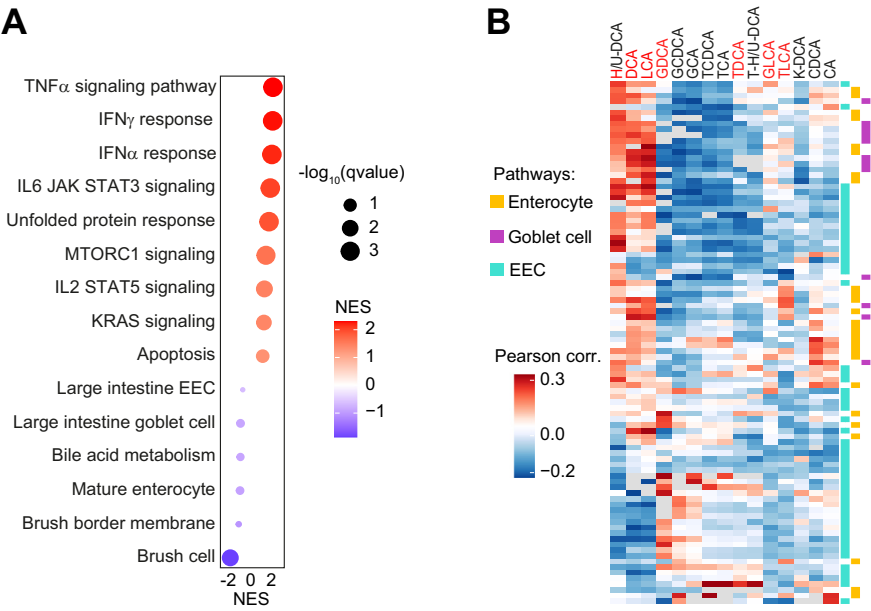 A
TNFα signaling pathway
IFNγ response
IFNα response
IL6 JAK STAT3 signaling
Unfolded protein response
MTORC1 signaling
IL2 STAT5 signaling
KRAS signaling
Apoptosis
Large intestine EEC
Large intestine goblet cell
Bile acid metabolism
Mature enterocyte
Brush border membrane
Brush cell
-2 0 2
NES
-log10(qvalue)
1
2
3
NES
2
1
0
−1
B
H/U-DCA
DCA
LCA
GDCA
GCDCA
GCA
TCDCA
TCA
TDCA
T-H/U-DCA
GLCA
TLCA
K-DCA
CDCA
CA
Pathways:
Enterocyte
Goblet cell
EEC
Pearson corr.
0.3
0.0
−0.2